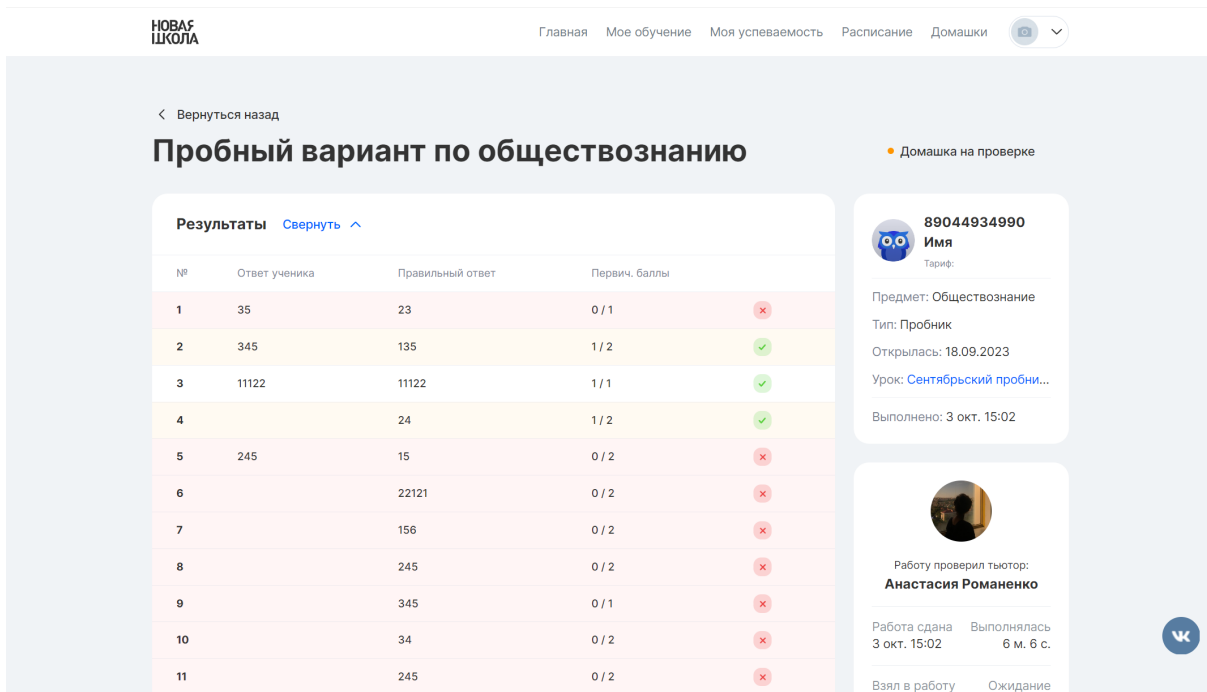 НОВАЯ
ШКОЛА
Главная Мое обучение Моя успеваемость Расписание Домашки
Вернуться назад
Пробный вариант по обществознанию
Домашка на проверке
Результаты Свернуть
№ Ответ ученика Правильный ответ Первич. баллы
1 35 23 0 / 1
2 345 135 1 / 2
3 11122 11122 1 / 1
4 24 1 / 2
5 245 15 0 / 2
6 22121 0 / 2
7 156 0 / 2
8 245 0 / 2
9 345 0 / 1
10 34 0 / 2
11 245 0 / 2
89044934990
Имя
Тариф:
Предмет: Обществознание
Тип: Пробник
Открылась: 18.09.2023
Урок: Сентябрьский пробни...
Выполнено: 3 окт. 15:02
Работу проверил тьютор:
Анастасия Романенко
Работа сдана Выполнялась
3 окт. 15:02 6 м. 6 с.
Взял в работу Ожидание